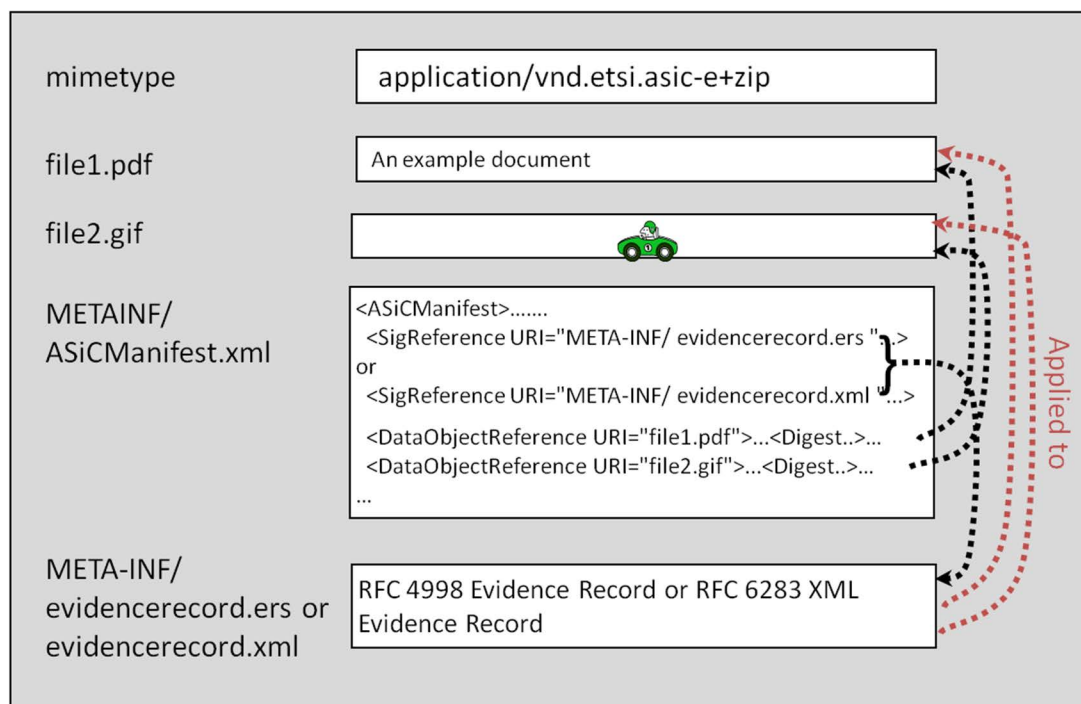 mimetype
application/vnd.etsi.asic-e+zip
file1.pdf
An example document
file2.gif
1
METAINF/
ASiCManifest.xml
<ASiCManifest>.......
<SigReference URI="META-INF/ evidencerecord.ers "...>
or
<SigReference URI="META-INF/ evidencerecord.xml "...>
<DataObjectReference URI="file1.pdf">...<Digest..>...
<DataObjectReference URI="file2.gif">...<Digest..>...
...
Applied to
META-INF/
evidencerecord.ers or
evidencerecord.xml
RFC 4998 Evidence Record or RFC 6283 XML
Evidence Record